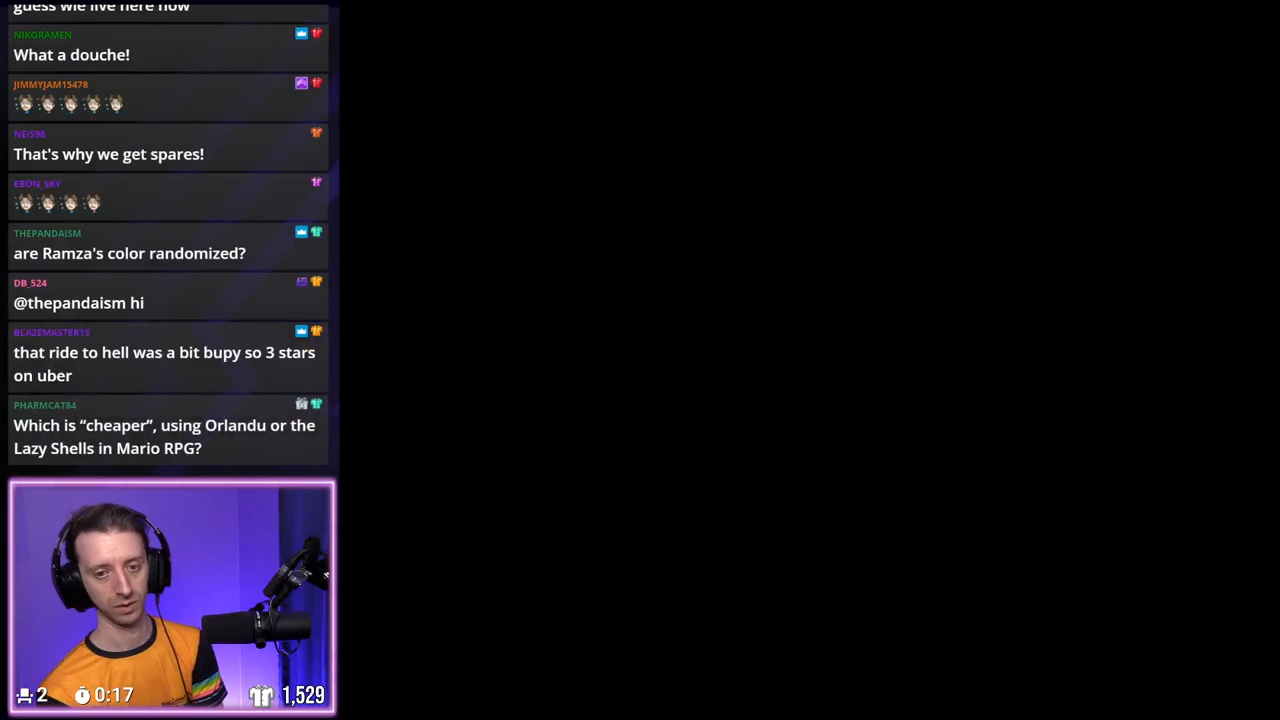 guess wie live here now
NIKORAMEN
What a douche!
JIMMYJAM15478
NEIS98
That's why we get spares!
EBON_SKY
THEPANDAISM
are Ramza's color randomized?
DB_524
@thepandaism hi
BLAZEMASTER15
that ride to hell was a bit bupy so 3 stars
on uber
PHARMCAT84
Which is “cheaper”, using Orlandu or the
Lazy Shells in Mario RPG?
2 0:17 1,529